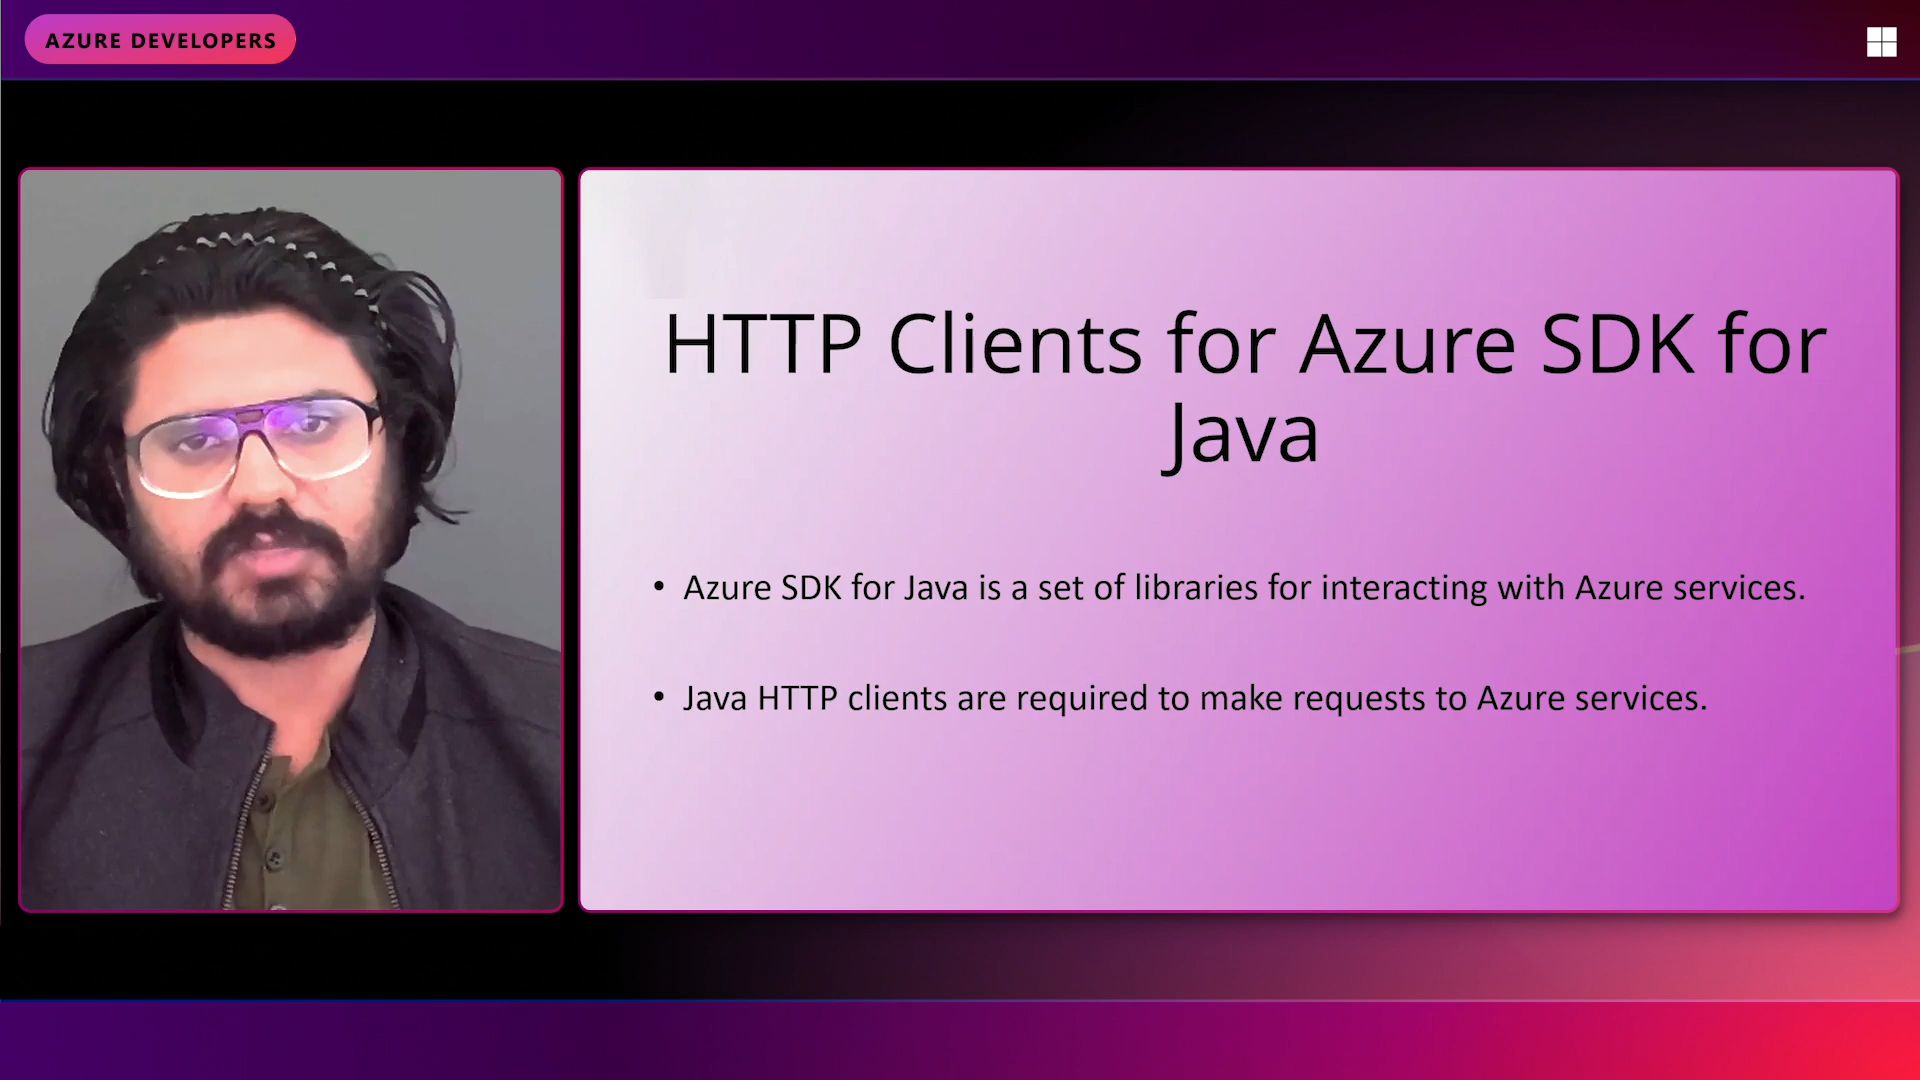 AZURE DEVELOPERS
HTTP Clients for Azure SDK for
Java
• Azure SDK for Java is a set of libraries for interacting with Azure services.
• Java HTTP clients are required to make requests to Azure services.